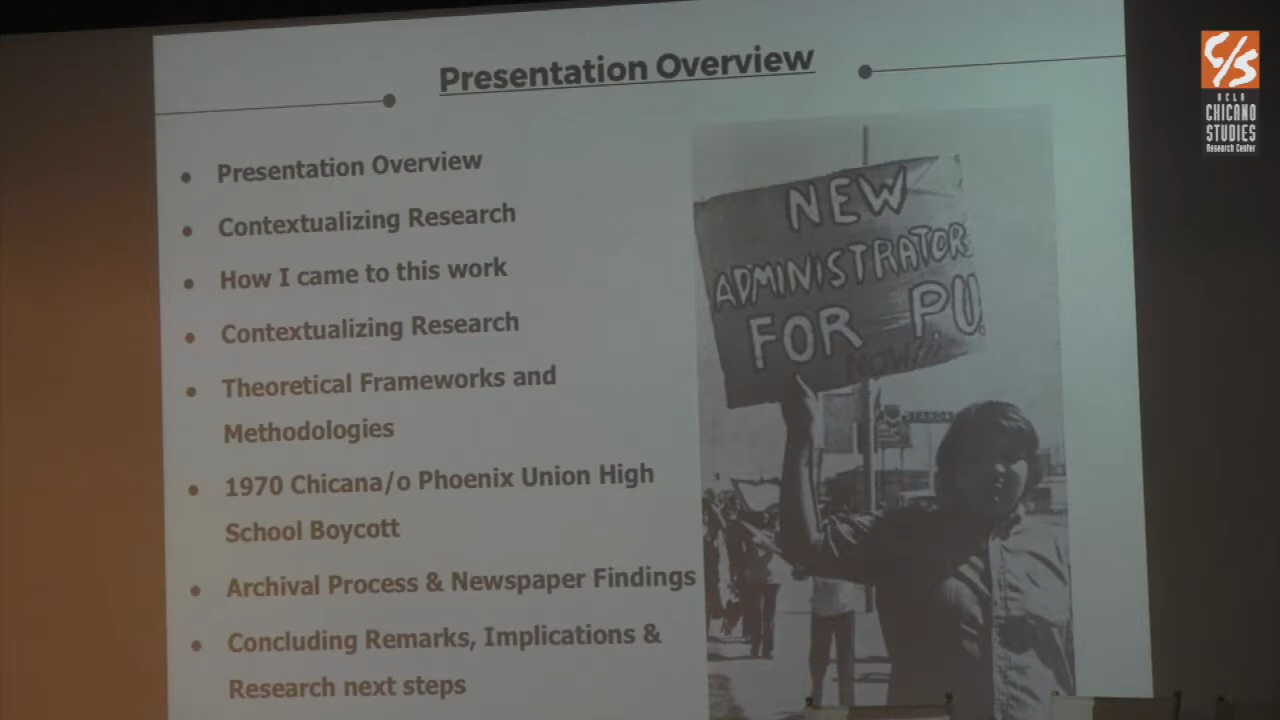 Presentation Overview
Presentation Overview
Contextualizing Research
How I came to this work
Contextualizing Research
Theoretical Frameworks and
Methodologies
1970 Chicana/o Phoenix Union High
School Boycott
Archival Process & Newspaper Findings
Concluding Remarks, Implications &
Research next steps
NEW
ADMINISTRATORS
FOR P.U.
NOW!!!
C/S
UCLA
CHICANO
STUDIES
Research Center